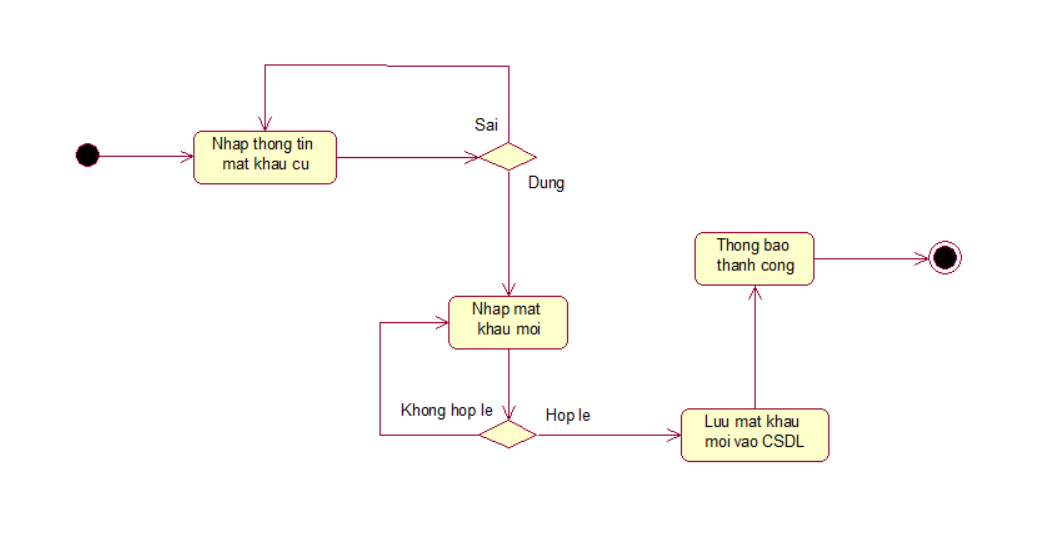 Sai
Nhap thong tin
mat khau cu
Dung
Thong bao
thanh cong
Nhap mat
khau moi
Khong hop le
Hop le
Luu mat khau
moi vao CSDL